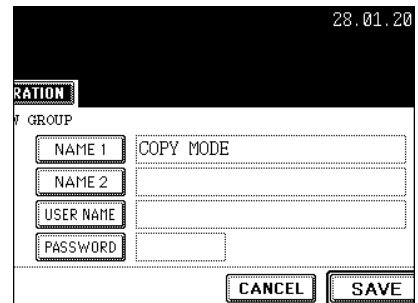 28.01.20
RATION
GROUP
NAME 1 COPY MODE
NAME 2
USER NAME
PASSWORD
CANCEL SAVE